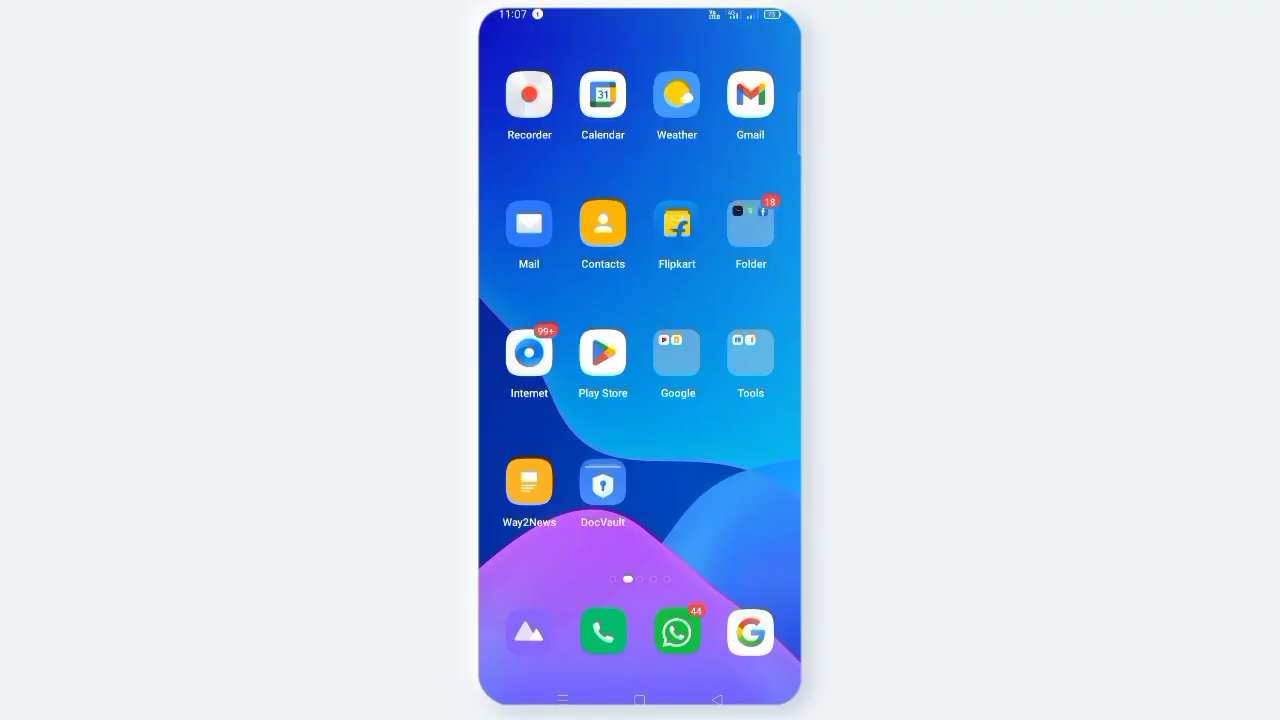 11:07
73
31
Recorder Calendar Weather Gmail
18
Mail Contacts Flipkart Folder
99+
Internet Play Store Google Tools
Way2News DocVault
44